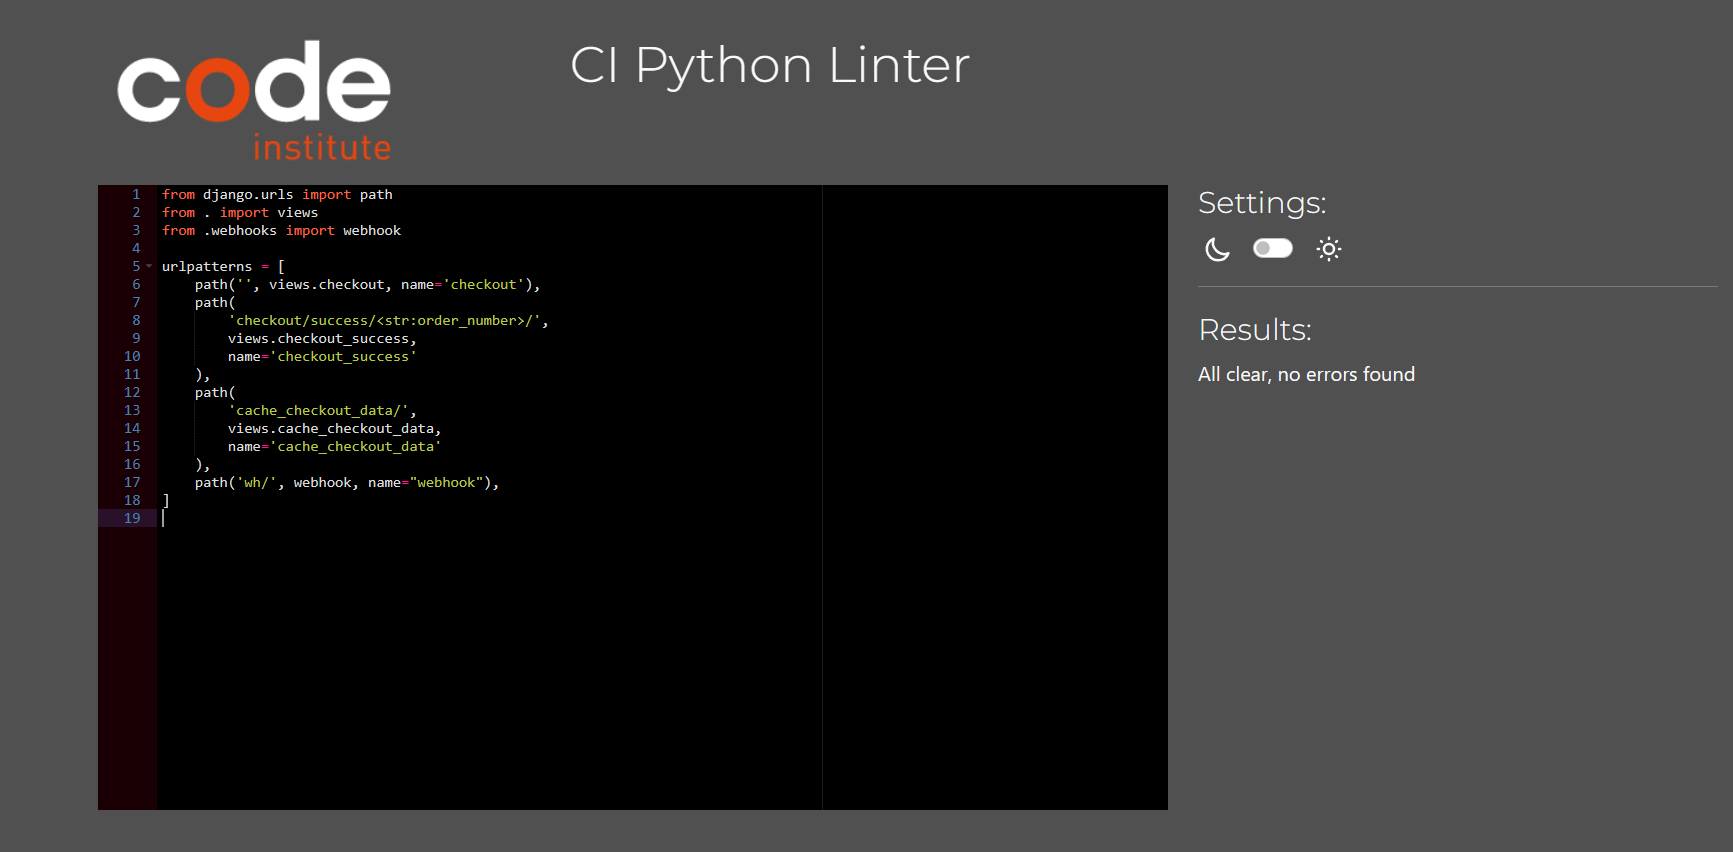 code
institute
CI Python Linter
1 from django.urls import path
2 from . import views
3 from .webhooks import webhook
4
5 urlpatterns = [
6     path('', views.checkout, name='checkout'),
7     path(
8         'checkout/success/<str:order_number>/',
9         views.checkout_success,
10         name='checkout_success'
11     ),
12     path(
13         'cache_checkout_data/',
14         views.cache_checkout_data,
15         name='cache_checkout_data'
16     ),
17     path('wh/', webhook, name="webhook"),
18 ]
19
Settings:
Results:
All clear, no errors found